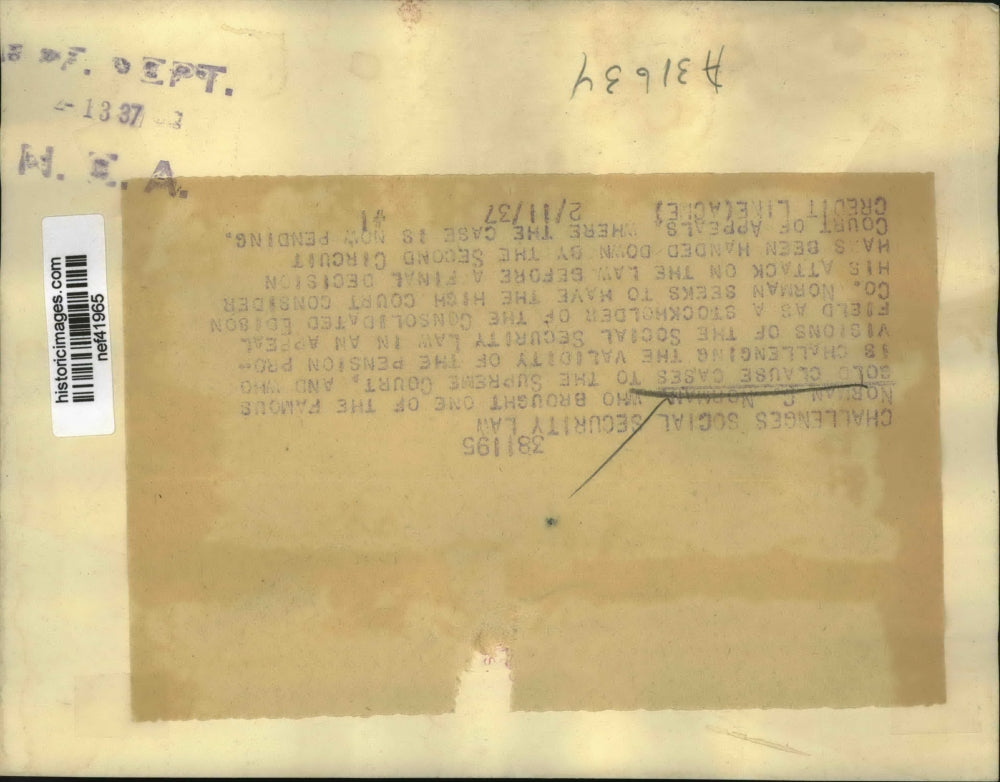 DEPT.
13 37
N. E. A.
A31634
historicimages.com
nef41965
381195
CHALLENGES SOCIAL SECURITY LAW
NORMAN C. NORMAN, WHO BROUGHT ONE OF THE FAMOUS
GOLD CLAUSE CASES TO THE SUPREME COURT, AND WHO
IS CHALLENGING THE VALIDITY OF THE PENSION PRO-
VISIONS OF THE SOCIAL SECURITY LAW IN AN APPEAL
FIELD AS A STOCKHOLDER OF THE CONSOLIDATED EDISON
CO. NORMAN SEEKS TO HAVE THE HIGH COURT CONSIDER
HIS ATTACK ON THE LAW BEFORE A FINAL DECISION
HAS BEEN HANDED DOWN BY THE SECOND CIRCUIT
COURT OF APPEALS, WHERE THE CASE IS NOW PENDING.
CREDIT LINE(ACME) 2/11/37